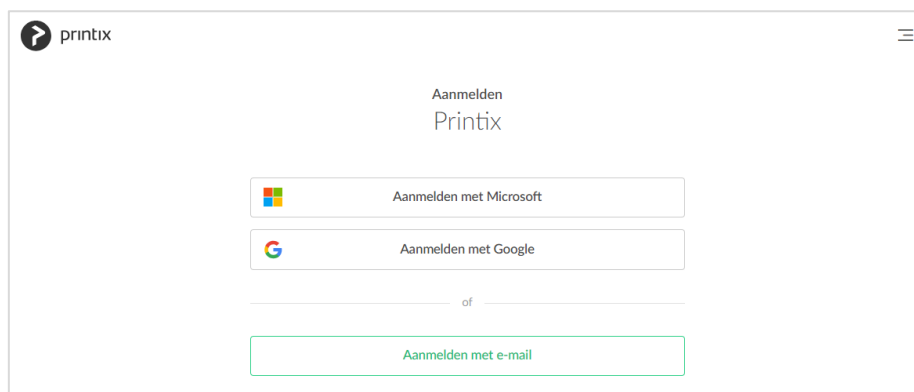 printix
Aanmelden
Printix
Aanmelden met Microsoft
Aanmelden met Google
of
Aanmelden met e-mail